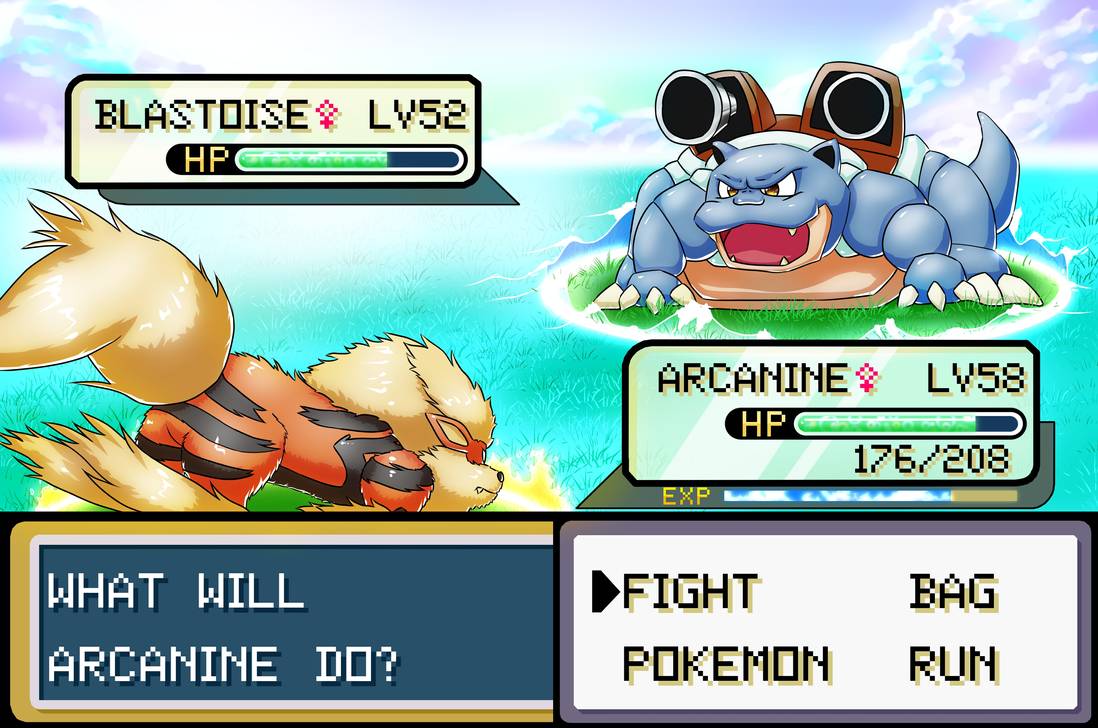 BLASTOISE♀ LV52
HP
ARCANINE♀ LV58
HP
176/208
EXP
WHAT WILL
ARCANINE DO?
FIGHT BAG
POKEMON RUN